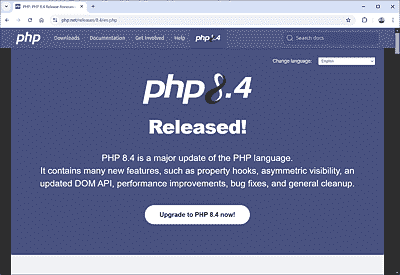 PHP: PHP 8.4 Release Announcem
php.net/releases/8.4/en.php
php
Downloads
Documentation
Get Involved
Help
php 8.4
Search docs
Change language:
English
php 8.4
Released!
PHP 8.4 is a major update of the PHP language.
It contains many new features, such as property hooks, asymmetric visibility, an
updated DOM API, performance improvements, bug fixes, and general cleanup.
Upgrade to PHP 8.4 now!